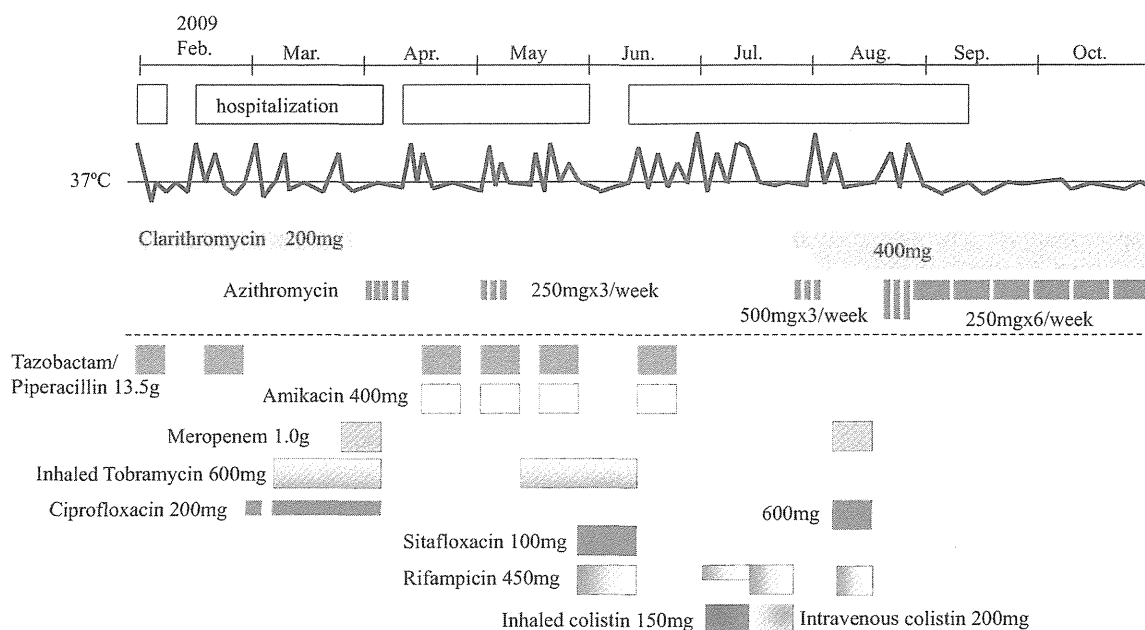 2009
Feb. Mar. Apr. May Jun. Jul. Aug. Sep. Oct.
hospitalization
37°C
Clarithromycin 200mg
400mg
Azithromycin
250mgx3/week
500mgx3/week
250mgx6/week
Tazobactam/
Piperacillin 13.5g
Amikacin 400mg
Meropenem 1.0g
Inhaled Tobramycin 600mg
Ciprofloxacin 200mg
600mg
Sitafloxacin 100mg
Rifampicin 450mg
Inhaled colistin 150mg
Intravenous colistin 200mg